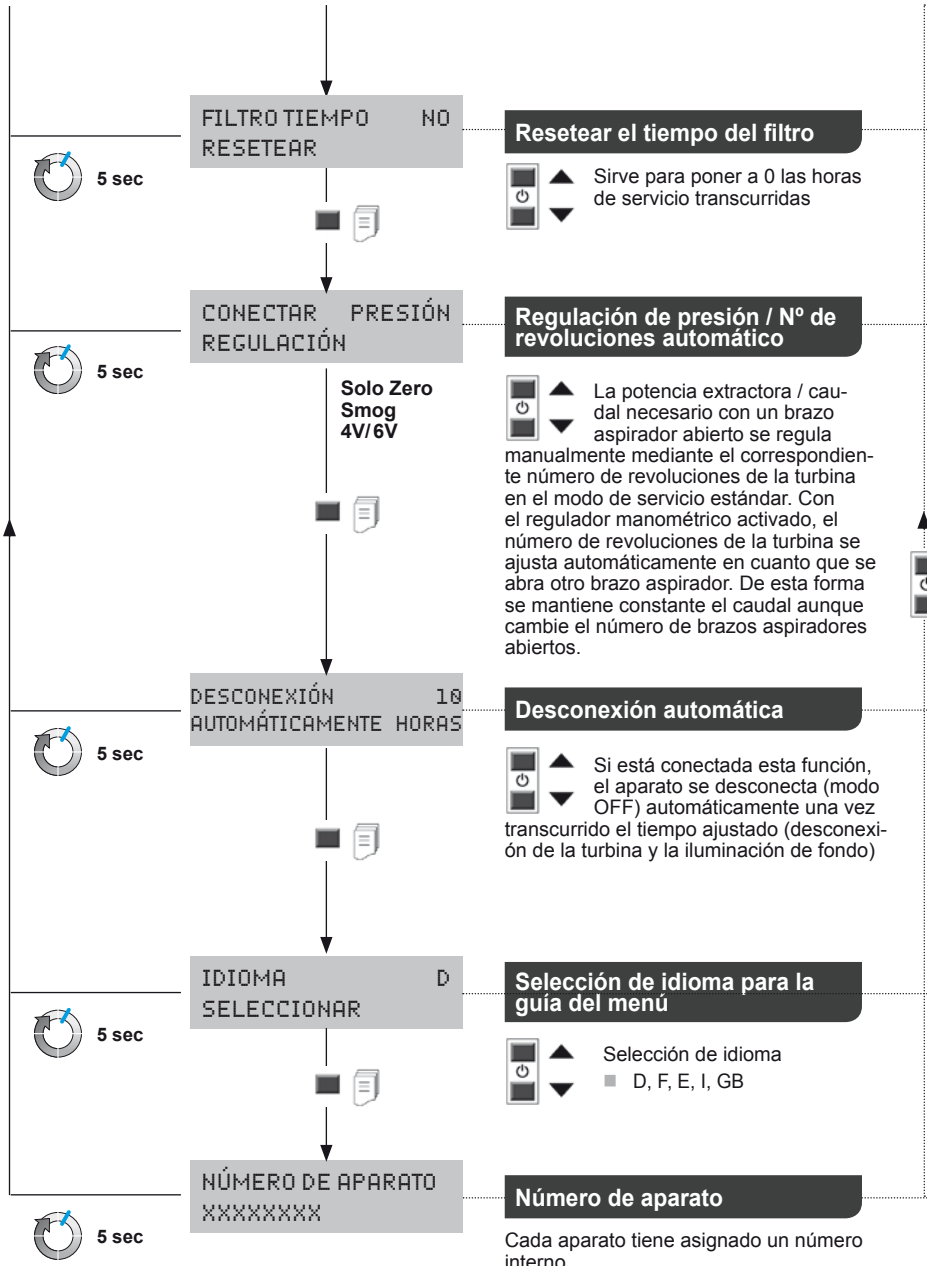 FILTRO TIEMPO NO
RESETEAR
5 sec
Resetear el tiempo del filtro
Sirve para poner a 0 las horas
de servicio transcurridas
CONECTAR PRESIÓN
REGULACIÓN
5 sec
Solo Zero
Smog
4V/6V
Regulación de presión / Nº de
revoluciones automático
La potencia extractora / cau-
dal necesario con un brazo
aspirador abierto se regula
manualmente mediante el correspondien-
te número de revoluciones de la turbina
en el modo de servicio estándar. Con
el regulador manométrico activado, el
número de revoluciones de la turbina se
ajusta automáticamente en cuanto que se
abra otro brazo aspirador. De esta forma
se mantiene constante el caudal aunque
cambie el número de brazos aspiradores
abiertos.
DESCONEXIÓN 10
AUTOMÁTICAMENTE HORAS
5 sec
Desconexión automática
Si está conectada esta función,
el aparato se desconecta (modo
OFF) automáticamente una vez
transcurrido el tiempo ajustado (desconexi-
ón de la turbina y la iluminación de fondo)
IDIOMA D
SELECCIONAR
5 sec
Selección de idioma para la
guía del menú
Selección de idioma
D, F, E, I, GB
NÚMERO DE APARATO
XXXXXXXX
5 sec
Número de aparato
Cada aparato tiene asignado un número
interno